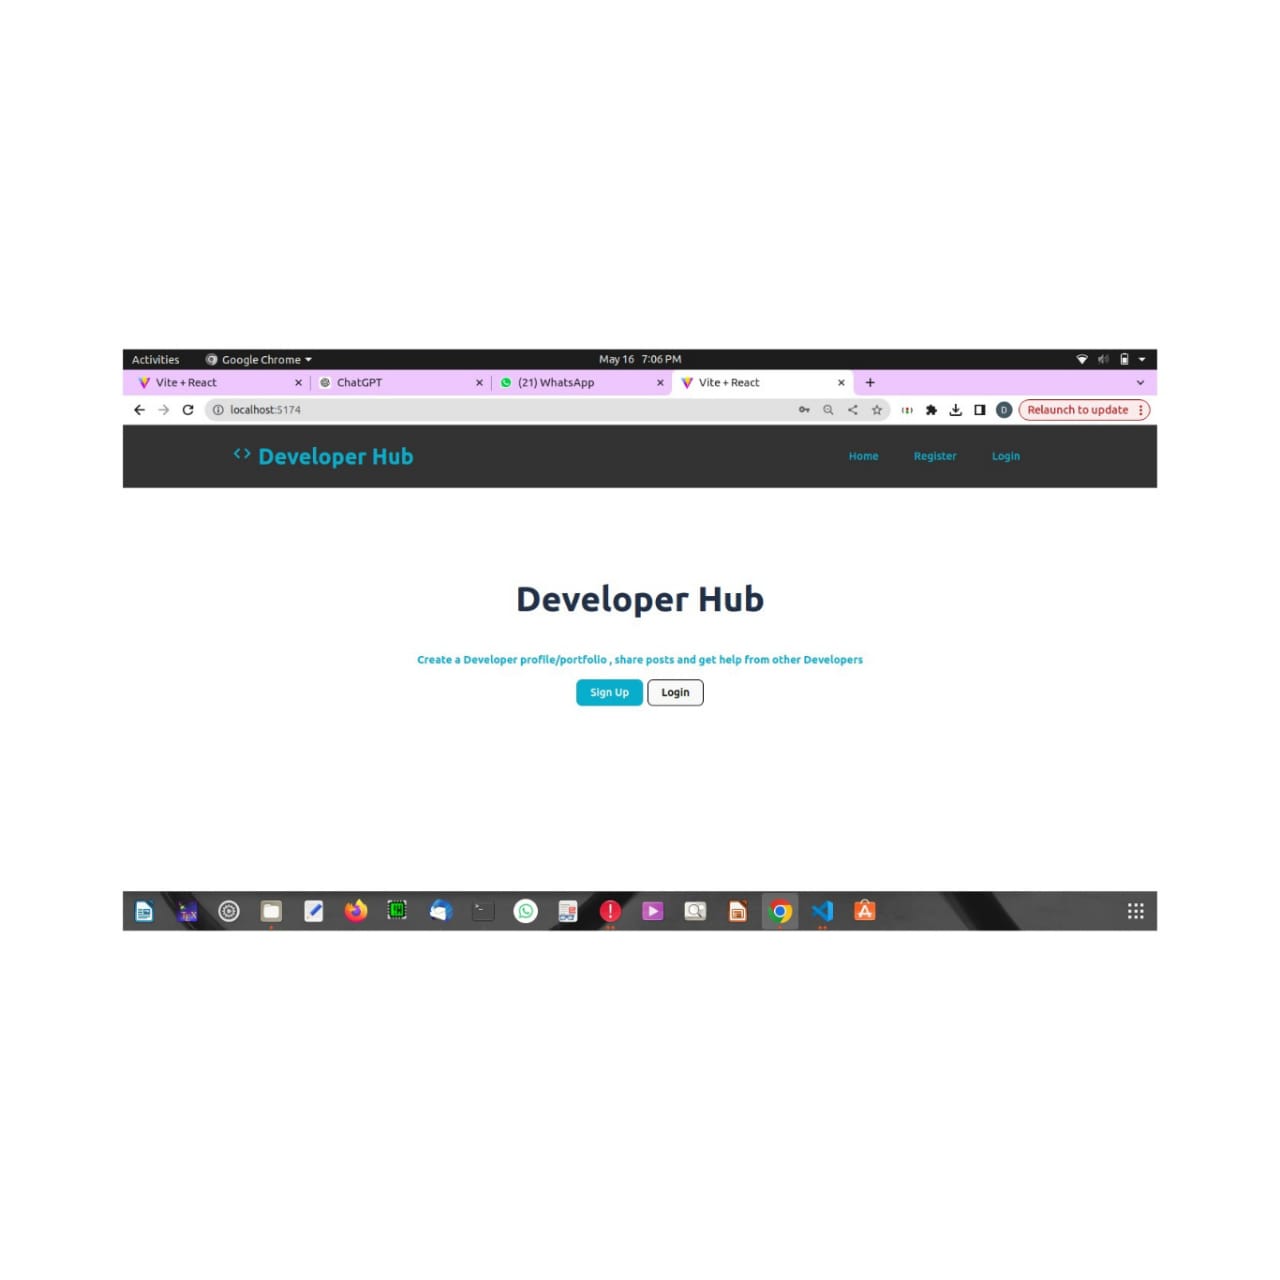 Activities Google Chrome May 16 7:06 PM
Vite + React ChatGPT (21) WhatsApp Vite + React
localhost:5174 D Relaunch to update
<> Developer Hub Home Register Login
Developer Hub
Create a Developer profile/portfolio , share posts and get help from other Developers
Sign Up Login